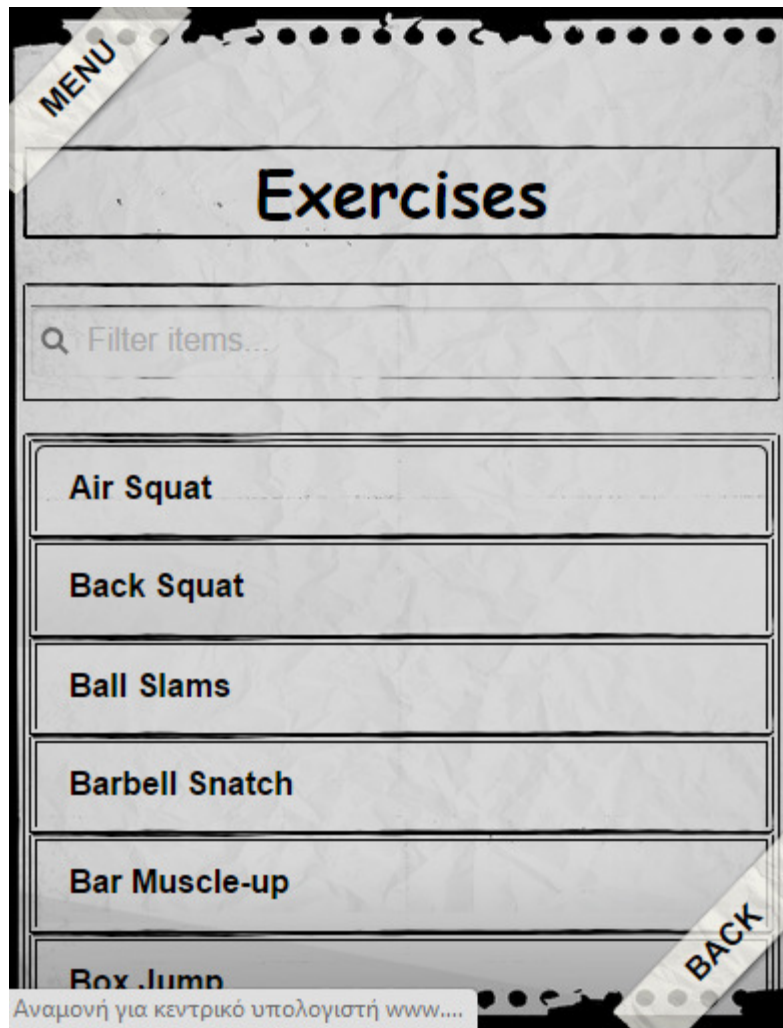 MENU
Exercises
Filter items...
Air Squat
Back Squat
Ball Slams
Barbell Snatch
Bar Muscle-up
Box Jump
BACK
Αναμονή για κεντρικό υπολογιστή www....